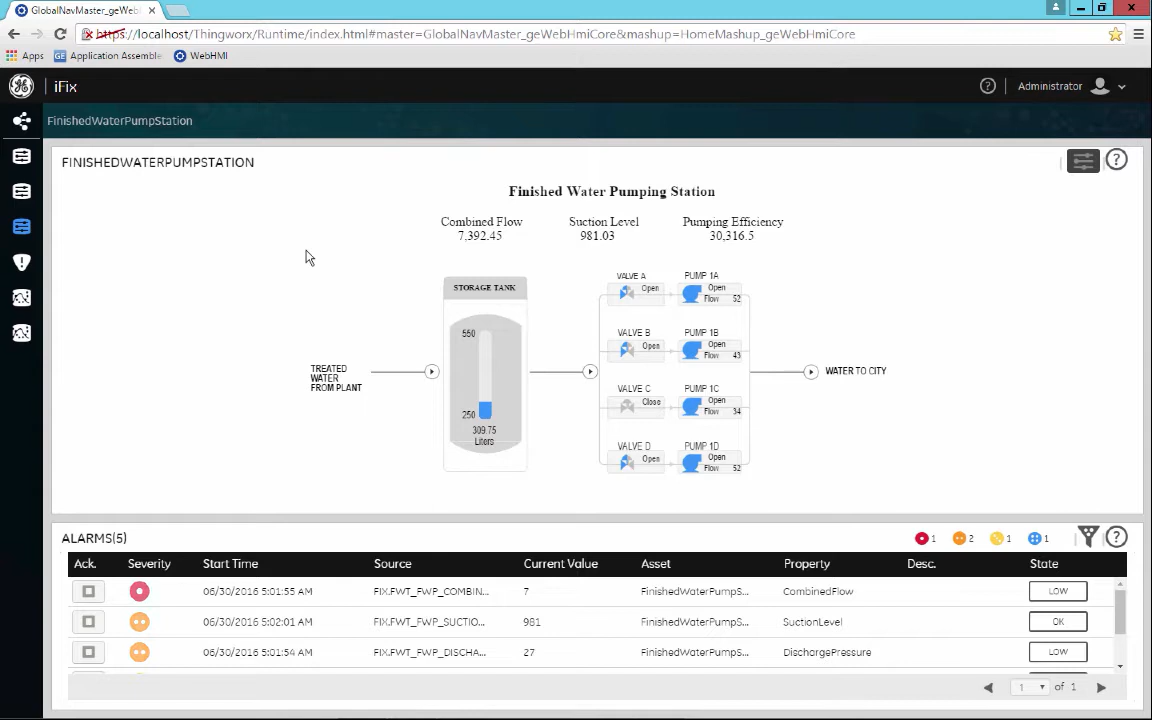 GlobalNavMaster_geWebH
https://localhost/Thingworx/Runtime/index.html#master=GlobalNavMaster_geWebHmiCore&mashup=HomeMashup_geWebHmiCore
Apps
Application Assemble
WebHMI
iFix
Administrator
FinishedWaterPumpStation
FINISHEDWATERPUMPSTATION
Finished Water Pumping Station
Combined Flow Suction Level Pumping Efficiency
7,392.45 981.03 30,316.5
STORAGE TANK
550
250
309.75
Liters
TREATED
WATER
FROM PLANT
VALVE A PUMP 1A
Open Open
Flow 52
VALVE B PUMP 1B
Open Open
Flow 43
VALVE C PUMP 1C
Close Open
Flow 34
VALVE D PUMP 1D
Open Open
Flow 52
WATER TO CITY
ALARMS(5) 1 2 1 1
Ack. Severity Start Time Source Current Value Asset Property Desc. State
06/30/2016 5:01:55 AM FIX.FWT_FWP_COMBIN... 7 FinishedWaterPumpS... CombinedFlow LOW
06/30/2016 5:02:01 AM FIX.FWT_FWP_SUCTIO... 981 FinishedWaterPumpS... SuctionLevel OK
06/30/2016 5:01:54 AM FIX.FWT_FWP_DISCHA... 27 FinishedWaterPumpS... DischargePressure LOW
1 of 1